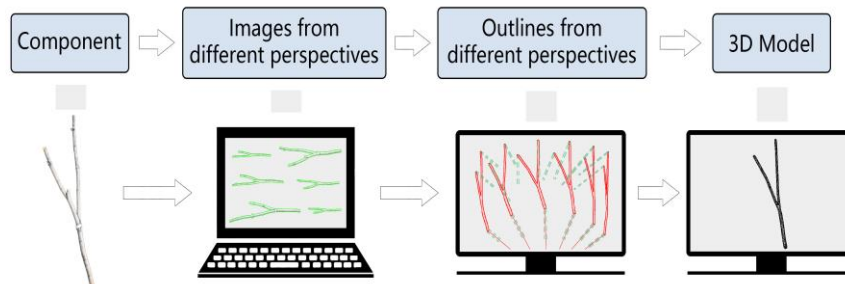 Component
Images from
different perspectives
Outlines from
different perspectives
3D Model